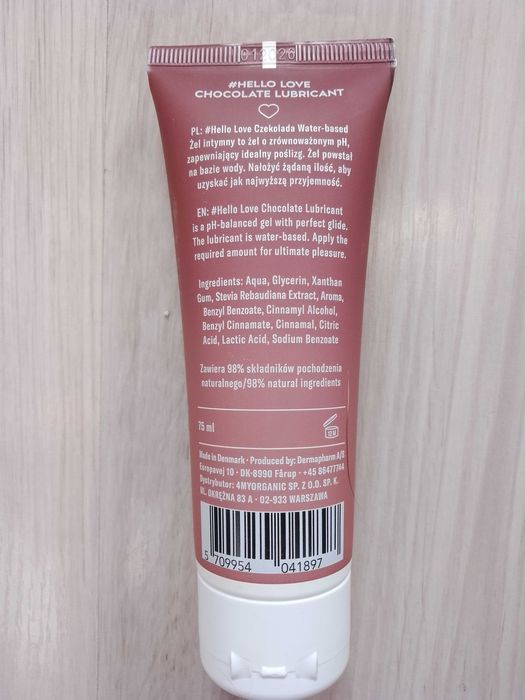 012026
#HELLO LOVE
CHOCOLATE LUBRICANT
PL: #Hello Love Czekolada Water-based
Żel intymny to żel o zrównoważonym pH,
zapewniający idealny poślizg. Żel powstał
na bazie wody. Nałożyć żądaną ilość, aby
uzyskać jak najwyższą przyjemność.
EN: #Hello Love Chocolate Lubricant
is a pH-balanced gel with perfect glide.
The lubricant is water-based. Apply the
required amount for ultimate pleasure.
Ingredients: Aqua, Glycerin, Xanthan
Gum, Stevia Rebaudiana Extract, Aroma,
Benzyl Benzoate, Cinnamyl Alcohol,
Benzyl Cinnamate, Cinnamal, Citric
Acid, Lactic Acid, Sodium Benzoate
Zawiera 98% składników pochodzenia
naturalnego/98% natural ingredients
75 ml
12 M
Made in Denmark • Produced by: Dermapharm A/S
Europavej 10 • DK-8990 Fårup • +45 86477744
Dystrybutor: 4MYORGANIC SP. Z O.O. SP. K.
UL. OKRĘŻNA 83 A • 02-933 WARSZAWA
5 709954 041897